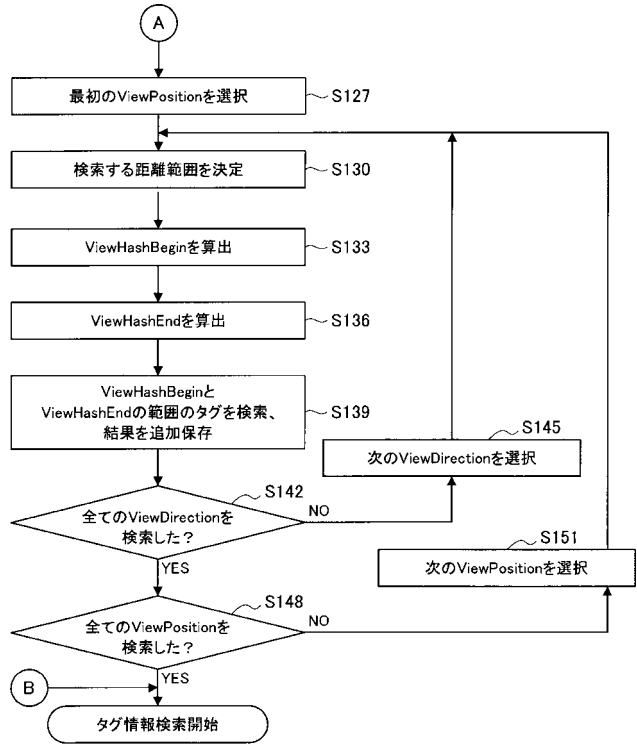 A
最初のViewPositionを選択
S127
検索する距離範囲を決定
S130
ViewHashBeginを算出
S133
ViewHashEndを算出
S136
ViewHashBeginと
ViewHashEndの範囲のタグを検索、
結果を追加保存
S139
S145
次のViewDirectionを選択
S142
全てのViewDirectionを
検索した？
NO
YES
S151
次のViewPositionを選択
S148
全てのViewPositionを
検索した？
NO
YES
B
タグ情報検索開始